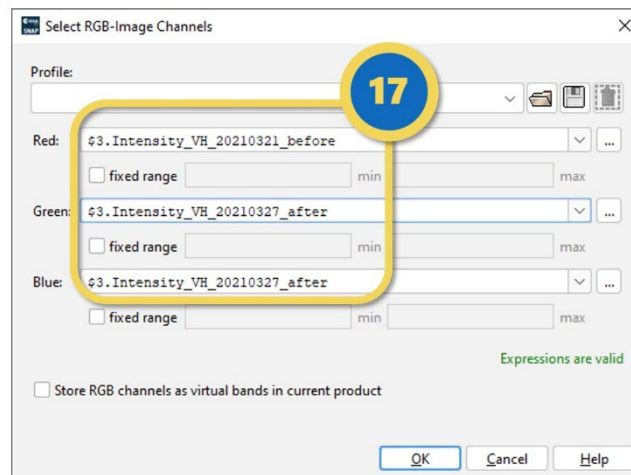 esa
SNAP
Select RGB-Image Channels
Profile:
17
Red: $3.Intensity_VH_20210321_before ...
fixed range min max
Green: $3.Intensity_VH_20210327_after ...
fixed range min max
Blue: $3.Intensity_VH_20210327_after ...
fixed range min max
Expressions are valid
Store RGB channels as virtual bands in current product
OK Cancel Help